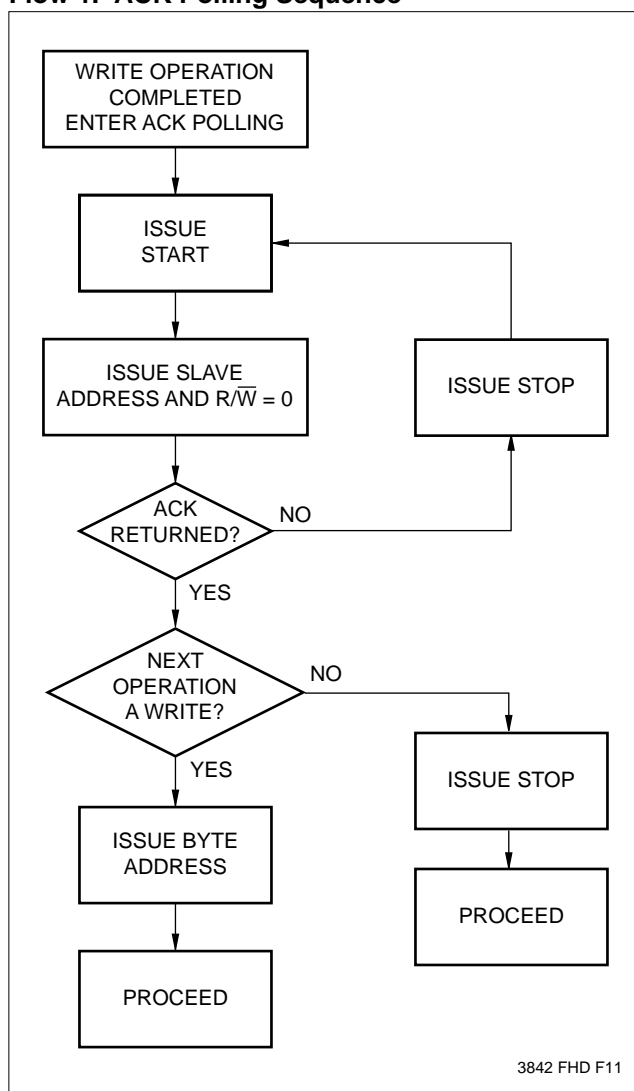 Flow ACK Polling Sequence
WRITE OPERATION
COMPLETED
ENTER ACK POLLING
ISSUE
START
ISSUE SLAVE
ADDRESS AND R/W̅ = 0
ISSUE STOP
ACK
RETURNED?
NO
YES
NEXT
OPERATION
A WRITE?
NO
YES
ISSUE STOP
ISSUE BYTE
ADDRESS
PROCEED
PROCEED
3842 FHD F11